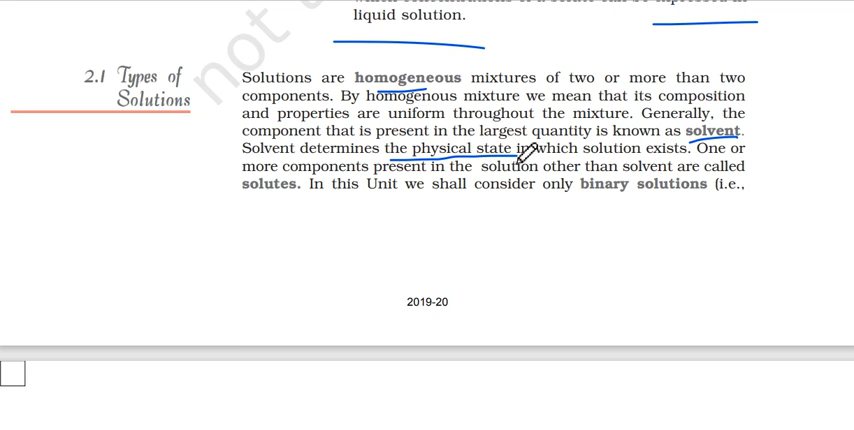 liquid solution.
2.1 Types of
Solutions
Solutions are homogeneous mixtures of two or more than two
components. By homogenous mixture we mean that its composition
and properties are uniform throughout the mixture. Generally, the
component that is present in the largest quantity is known as solvent.
Solvent determines the physical state in which solution exists. One or
more components present in the solution other than solvent are called
solutes. In this Unit we shall consider only binary solutions (i.e.,
not
2019-20